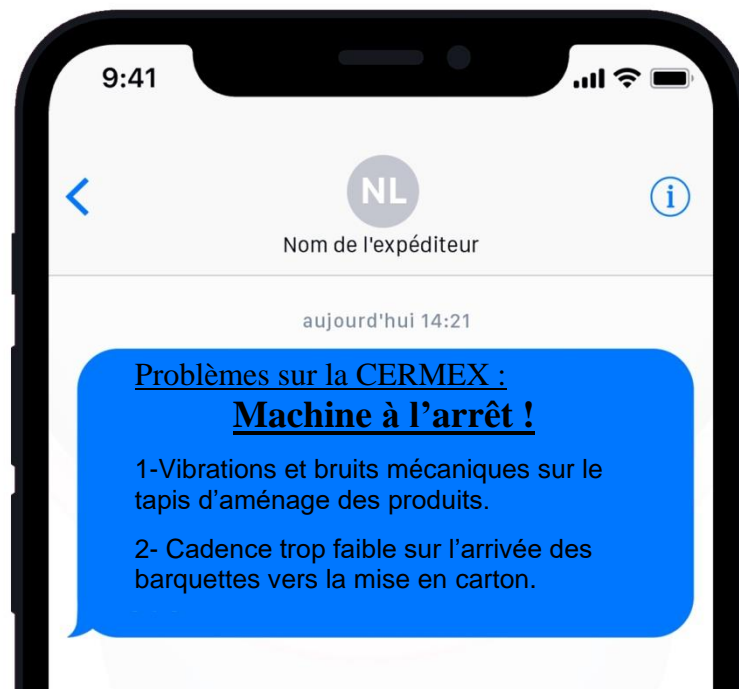 9:41
NL
Nom de l'expéditeur
aujourd'hui 14:21
Problèmes sur la CERMEX :
Machine à l’arrêt !
1-Vibrations et bruits mécaniques sur le
tapis d’aménage des produits.
2- Cadence trop faible sur l’arrivée des
barquettes vers la mise en carton.